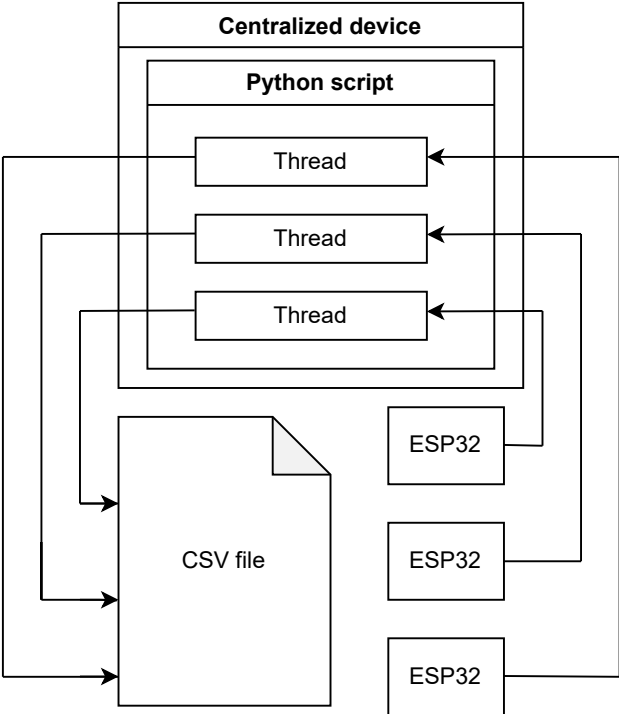 Centralized device
Python script
Thread
Thread
Thread
ESP32
CSV file
ESP32
ESP32